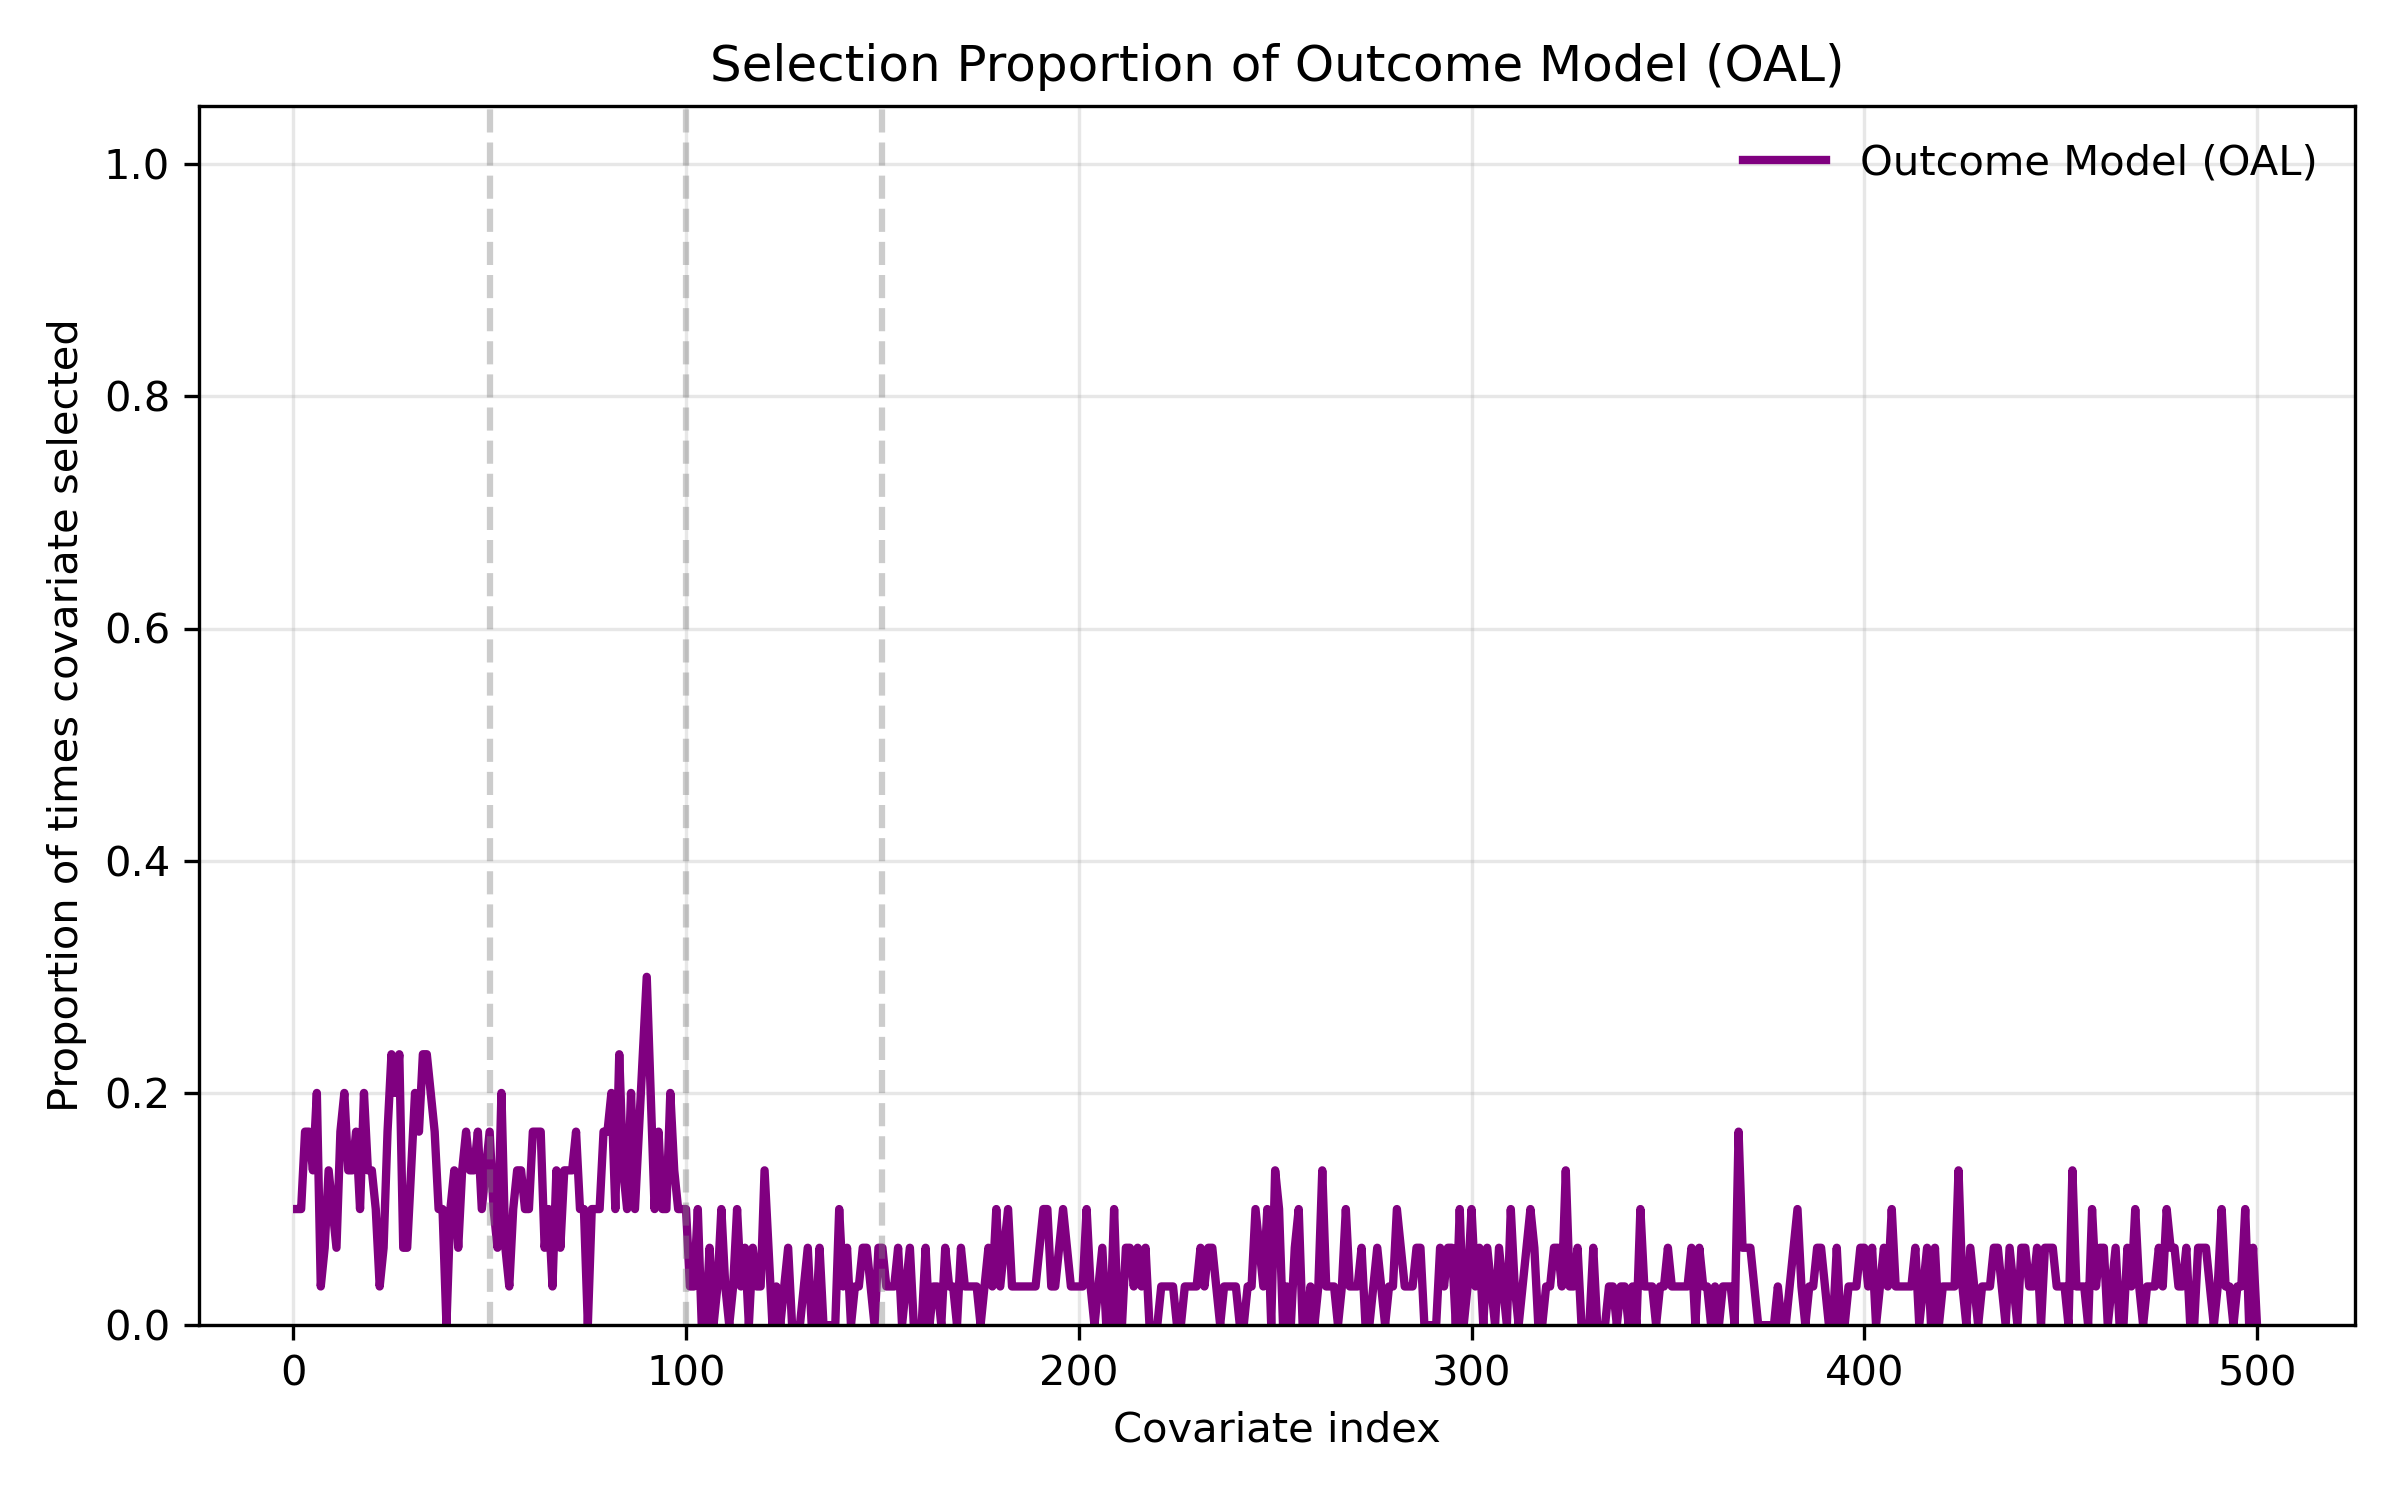 Selection Proportion of Outcome Model (OAL)
Outcome Model (OAL)
Proportion of times covariate selected
1.0
0.8
0.6
0.4
0.2
0.0
0 100 200 300 400 500
Covariate index